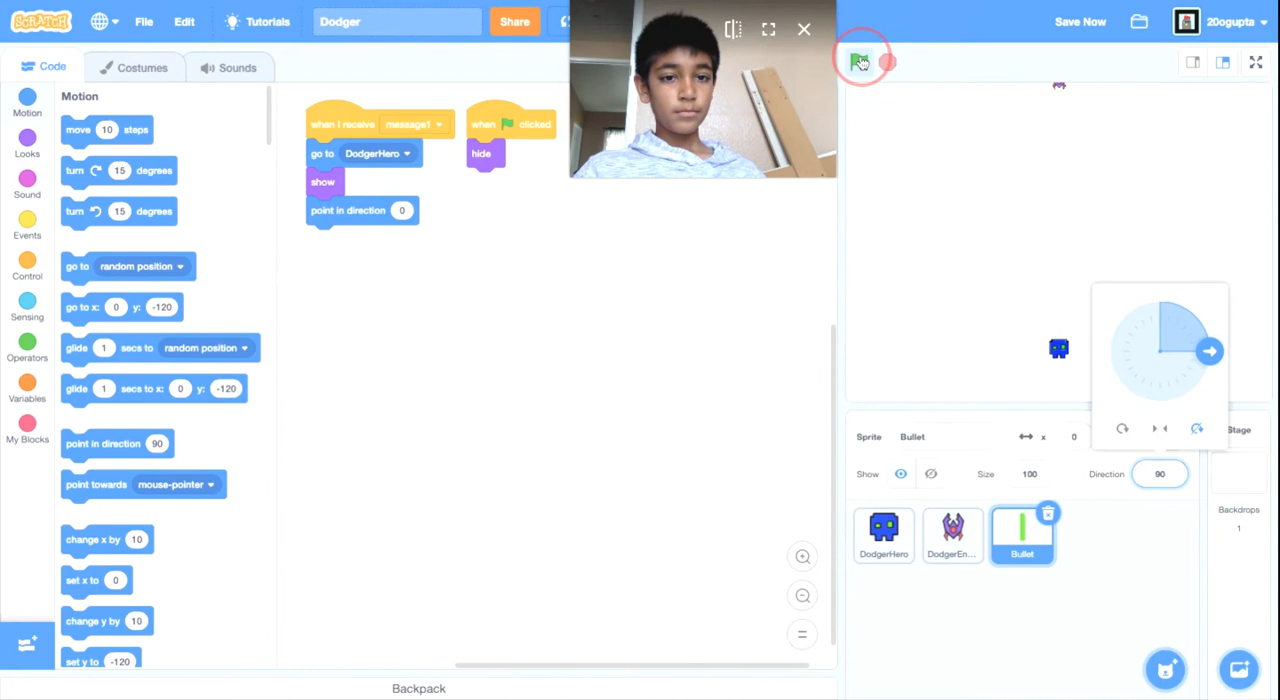 SCRATCH
File
Edit
Tutorials
Dodger
Share
Save Now
20ogupta
Code
Costumes
Sounds
Motion
Looks
Sound
Events
Control
Sensing
Operators
Variables
My Blocks
Motion
move 10 steps
turn 15 degrees
turn 15 degrees
go to random position
go to x: 0 y: -120
glide 1 secs to random position
glide 1 secs to x: 0 y: -120
point in direction 90
point towards mouse-pointer
change x by 10
set x to 0
change y by 10
set y to -120
when I receive message1
go to DodgerHero
show
point in direction 0
when clicked
hide
Backpack
Sprite Bullet x 0
Show Size 100 Direction 90
DodgerHero
DodgerEn...
Bullet
Stage
Backdrops
1